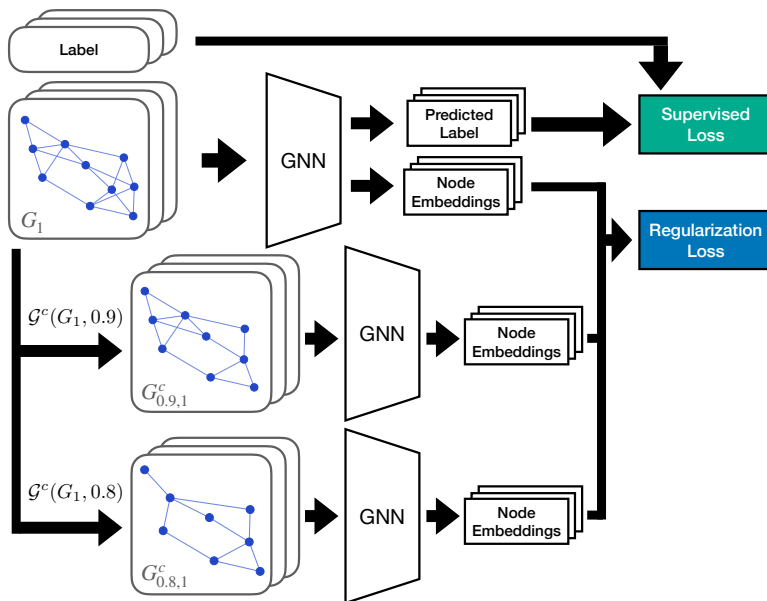 Label
Supervised
Loss
Predicted
Label
GNN
Node
Embeddings
G_1
Regularization
Loss
𝒢^c(G_1, 0.9)
GNN
Node
Embeddings
G^c_{0.9,1}
𝒢^c(G_1, 0.8)
GNN
Node
Embeddings
G^c_{0.8,1}